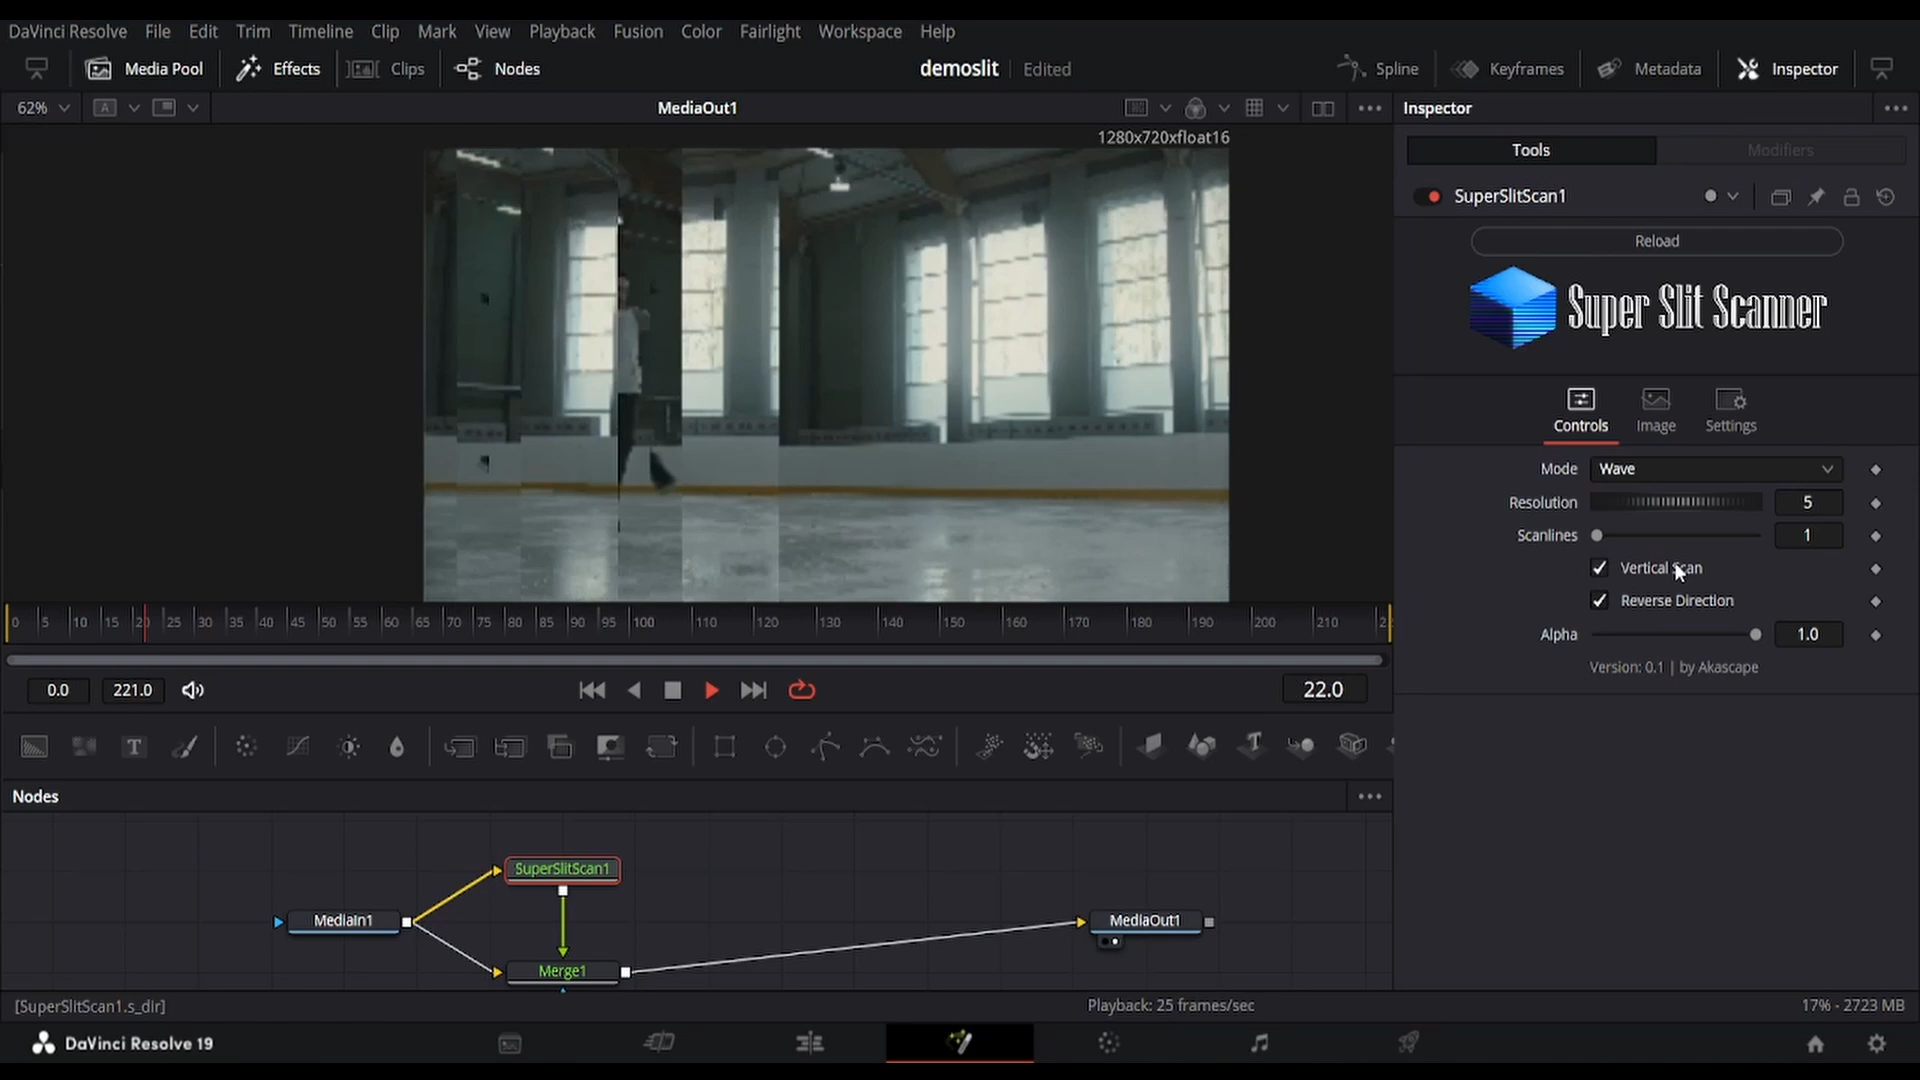 DaVinci Resolve File Edit Trim Timeline Clip Mark View Playback Fusion Color Fairlight Workspace Help
Media Pool Effects Clips Nodes demoslit Edited Spline Keyframes Metadata Inspector
62% A MediaOut1 Inspector
1280x720xfloat16
Tools Modifiers
SuperSlitScan1
Reload
Super Slit Scanner
Controls Image Settings
Mode Wave
Resolution 5
Scanlines 1
Vertical Scan
Reverse Direction
Alpha 1.0
Version: 0.1 | by Akascape
0 5 10 15 20 25 30 35 40 45 50 55 60 65 70 75 80 85 90 95 100 110 120 130 140 150 160 170 180 190 200 210 2
0.0 221.0 22.0
T
Nodes
SuperSlitScan1
MediaIn1 MediaOut1
Merge1
[SuperSlitScan1.s_dir] Playback: 25 frames/sec 17% - 2723 MB
DaVinci Resolve 19